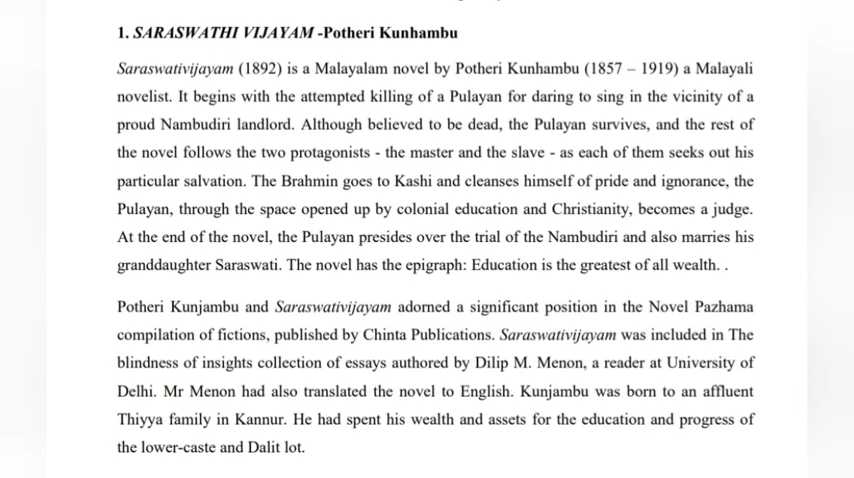 1. SARASWATHI VIJAYAM -Potheri Kunhambu
Saraswativijayam (1892) is a Malayalam novel by Potheri Kunhambu (1857 – 1919) a Malayali
novelist. It begins with the attempted killing of a Pulayan for daring to sing in the vicinity of a
proud Nambudiri landlord. Although believed to be dead, the Pulayan survives, and the rest of
the novel follows the two protagonists - the master and the slave - as each of them seeks out his
particular salvation. The Brahmin goes to Kashi and cleanses himself of pride and ignorance, the
Pulayan, through the space opened up by colonial education and Christianity, becomes a judge.
At the end of the novel, the Pulayan presides over the trial of the Nambudiri and also marries his
granddaughter Saraswati. The novel has the epigraph: Education is the greatest of all wealth. .
Potheri Kunjambu and Saraswativijayam adorned a significant position in the Novel Pazhama
compilation of fictions, published by Chinta Publications. Saraswativijayam was included in The
blindness of insights collection of essays authored by Dilip M. Menon, a reader at University of
Delhi. Mr Menon had also translated the novel to English. Kunjambu was born to an affluent
Thiyya family in Kannur. He had spent his wealth and assets for the education and progress of
the lower-caste and Dalit lot.